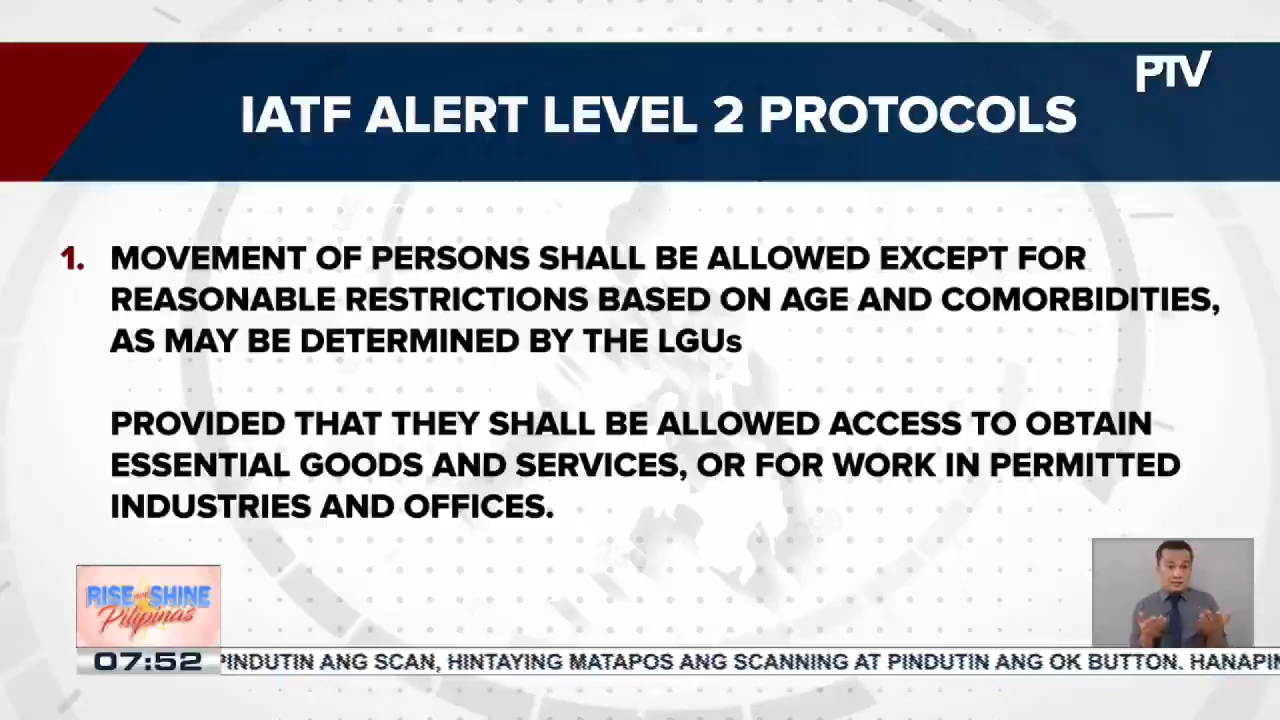 PTV
IATF ALERT LEVEL 2 PROTOCOLS
1. MOVEMENT OF PERSONS SHALL BE ALLOWED EXCEPT FOR
REASONABLE RESTRICTIONS BASED ON AGE AND COMORBIDITIES,
AS MAY BE DETERMINED BY THE LGUs
PROVIDED THAT THEY SHALL BE ALLOWED ACCESS TO OBTAIN
ESSENTIAL GOODS AND SERVICES, OR FOR WORK IN PERMITTED
INDUSTRIES AND OFFICES.
RISE and SHINE
Pilipinas
07:52 PINDUTIN ANG SCAN, HINTAYING MATAPOS ANG SCANNING AT PINDUTIN ANG OK BUTTON. HANAPIN